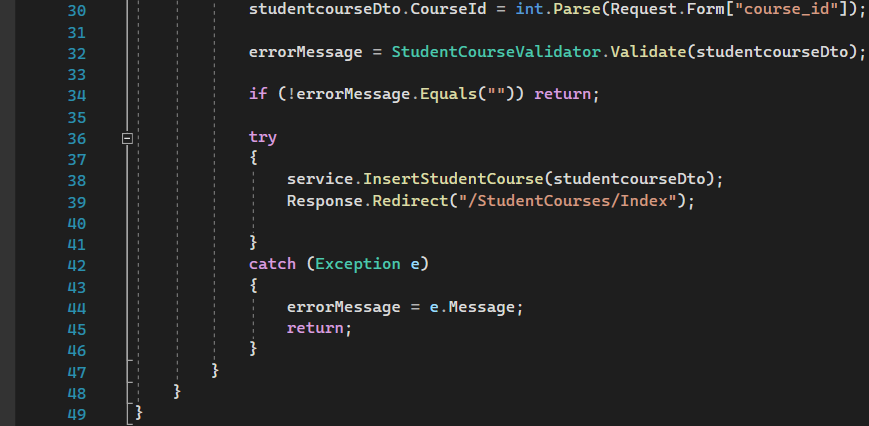 30 studentcourseDto.CourseId = int.Parse(Request.Form["course_id"]);
31
32 errorMessage = StudentCourseValidator.Validate(studentcourseDto);
33
34 if (!errorMessage.Equals("")) return;
35
36 try
37 {
38 service.InsertStudentCourse(studentcourseDto);
39 Response.Redirect("/StudentCourses/Index");
40
41 }
42 catch (Exception e)
43 {
44 errorMessage = e.Message;
45 return;
46 }
47 }
48 }
49 }